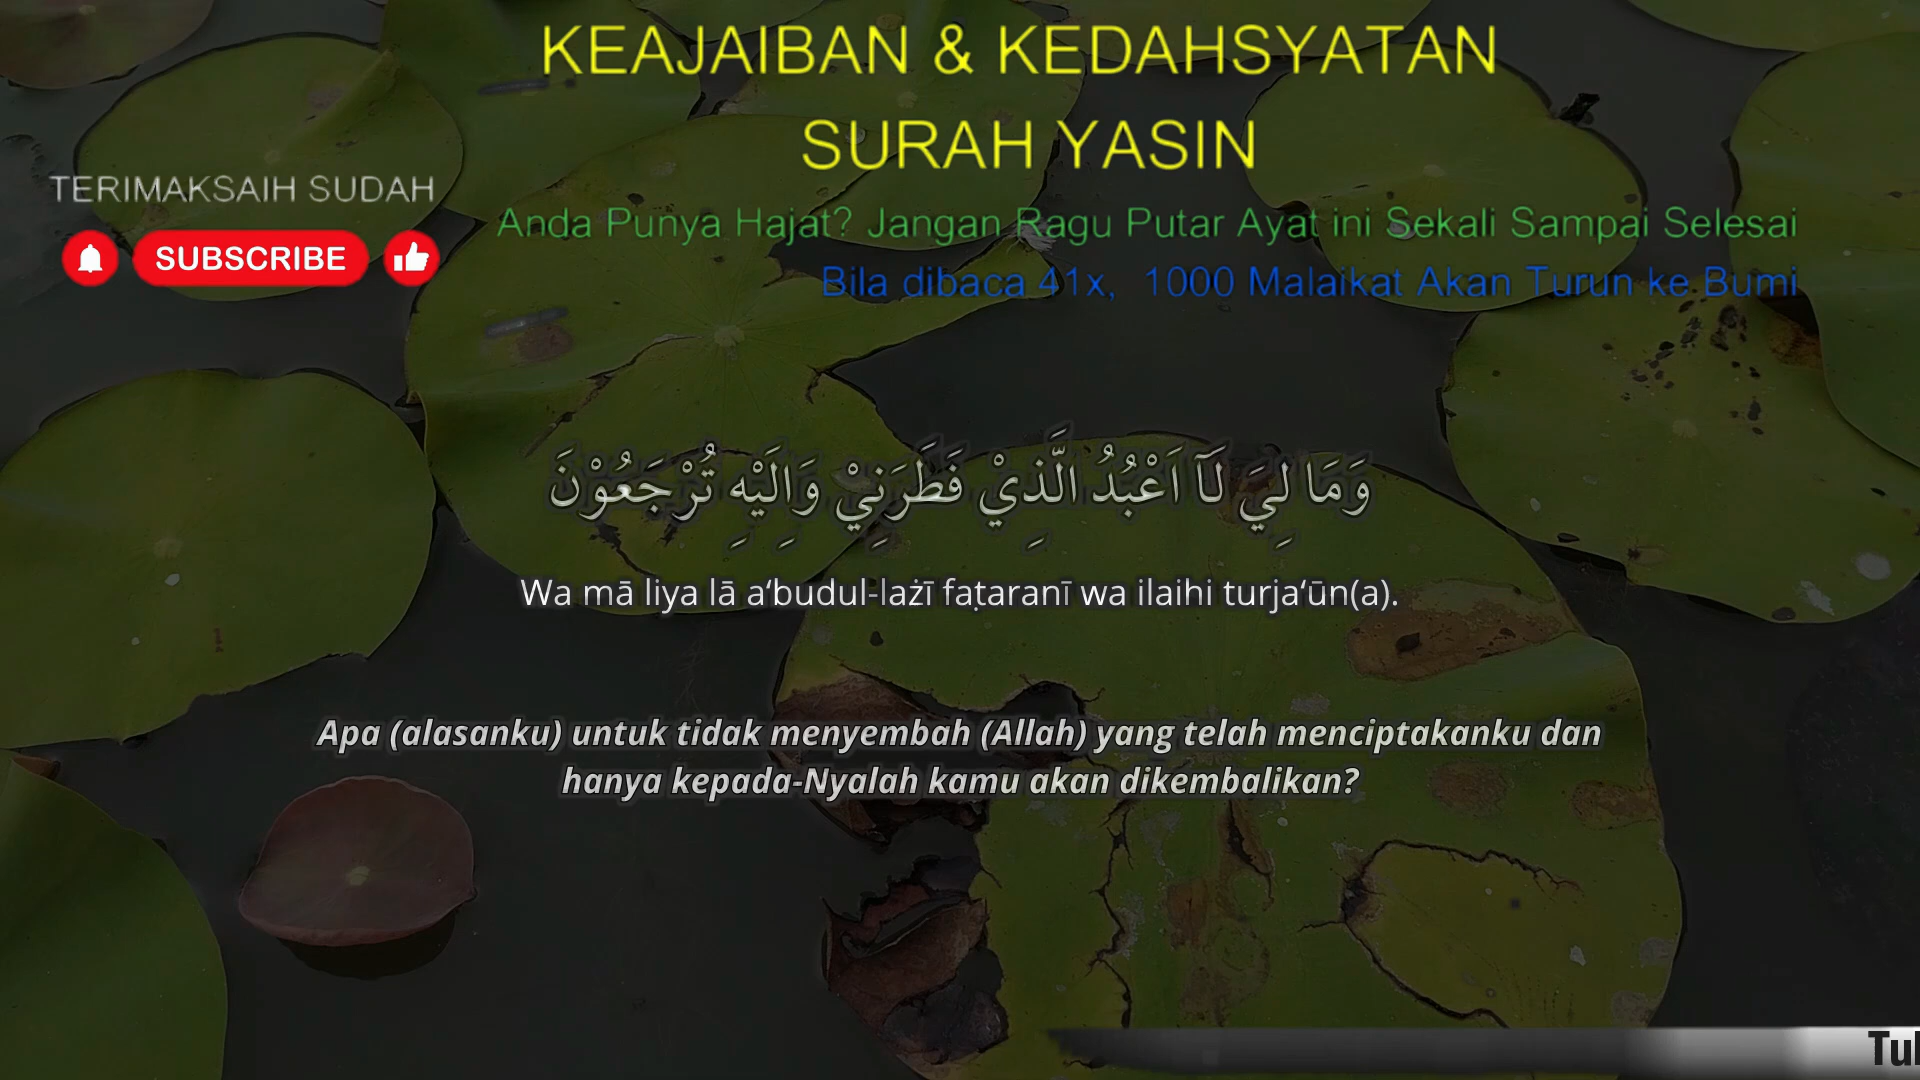 KEAJAIBAN & KEDAHSYATAN
SURAH YASIN
TERIMAKSAIH SUDAH
SUBSCRIBE
Anda Punya Hajat? Jangan Ragu Putar Ayat ini Sekali Sampai Selesai
Bila dibaca 41x, 1000 Malaikat Akan Turun ke Bumi
وَمَا لِيَ لَآ اَعْبُدُ الَّذِيْ فَطَرَنِيْ وَاِلَيْهِ تُرْجَعُوْنَ
Wa mā liya lā a‘budul-lażī faṭaranī wa ilaihi turja‘ūn(a).
Apa (alasanku) untuk tidak menyembah (Allah) yang telah menciptakanku dan
hanya kepada-Nyalah kamu akan dikembalikan?